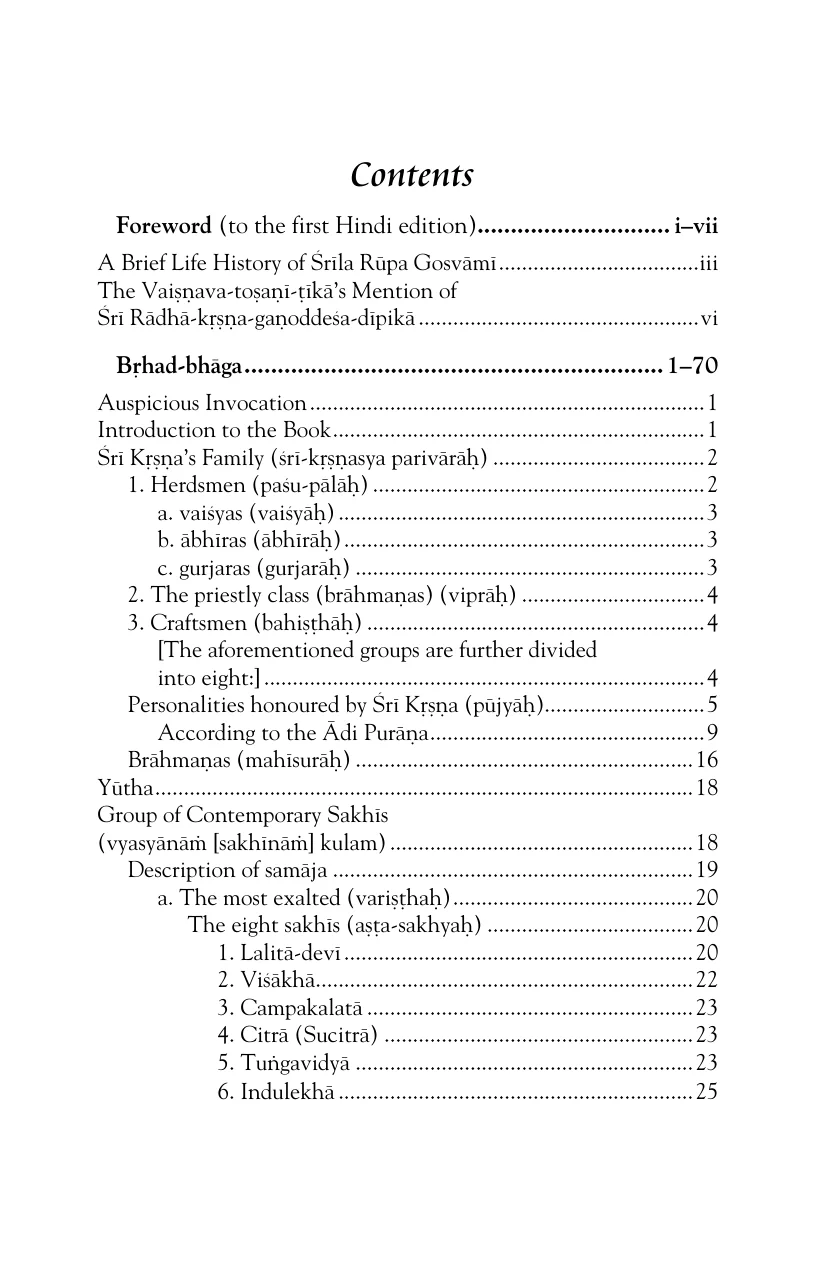 Contents
Foreword (to the first Hindi edition)............................. i–vii
A Brief Life History of Śrīla Rūpa Gosvāmī...................................iii
The Vaiṣṇava-toṣaṇī-ṭīkā’s Mention of
Śrī Rādhā-kṛṣṇa-gaṇoddeśa-dīpikā .................................................vi
Bṛhad-bhāga................................................................ 1–70
Auspicious Invocation.....................................................................1
Introduction to the Book.................................................................1
Śrī Kṛṣṇa’s Family (śrī-kṛṣṇasya parivārāḥ) .....................................2
1. Herdsmen (paśu-pālāḥ) ..........................................................2
a. vaiśyas (vaiśyāḥ) ................................................................3
b. ābhīras (ābhīrāḥ)...............................................................3
c. gurjaras (gurjarāḥ) .............................................................3
2. The priestly class (brāhmaṇas) (viprāḥ) ................................4
3. Craftsmen (bahiṣṭhāḥ) ...........................................................4
[The aforementioned groups are further divided
into eight:] .............................................................................4
Personalities honoured by Śrī Kṛṣṇa (pūjyāḥ)............................5
According to the Ādi Purāṇa................................................9
Brāhmaṇas (mahīsurāḥ) ...........................................................16
Yūtha..............................................................................................18
Group of Contemporary Sakhīs
(vyasyānāṁ [sakhīnāṁ] kulam) .....................................................18
Description of samāja ...............................................................19
a. The most exalted (variṣṭhaḥ)..........................................20
The eight sakhīs (aṣṭa-sakhyaḥ) ....................................20
1. Lalitā-devī .............................................................20
2. Viśākhā..................................................................22
3. Campakalatā .........................................................23
4. Citrā (Sucitrā) ......................................................23
5. Tuṅgavidyā ...........................................................23
6. Indulekhā ..............................................................25